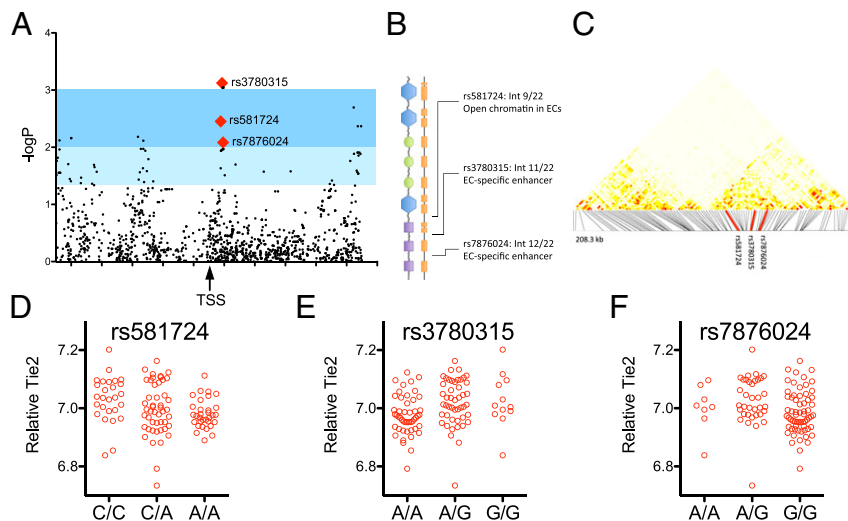 A
-logP
4
3
2
1
0
rs3780315
rs581724
rs7876024
TSS
B
rs581724: Int 9/22
Open chromatin in ECs
rs3780315: Int 11/22
EC-specific enhancer
rs7876024: Int 12/22
EC-specific enhancer
C
208.3 kb
rs581724
rs3780315
rs7876024
D
rs581724
Relative Tie2
7.2
7.0
6.8
C/C C/A A/A
E
rs3780315
Relative Tie2
7.2
7.0
6.8
A/A A/G G/G
F
rs7876024
Relative Tie2
7.2
7.0
6.8
A/A A/G G/G